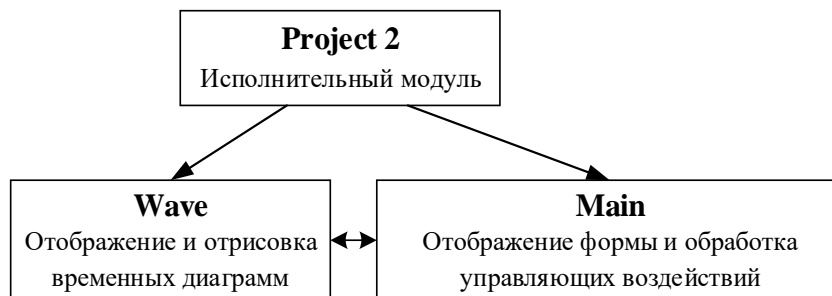 Project 2
Исполнительный модуль
Wave
Отображение и отрисовка
временных диаграмм
Main
Отображение формы и обработка
управляющих воздействий